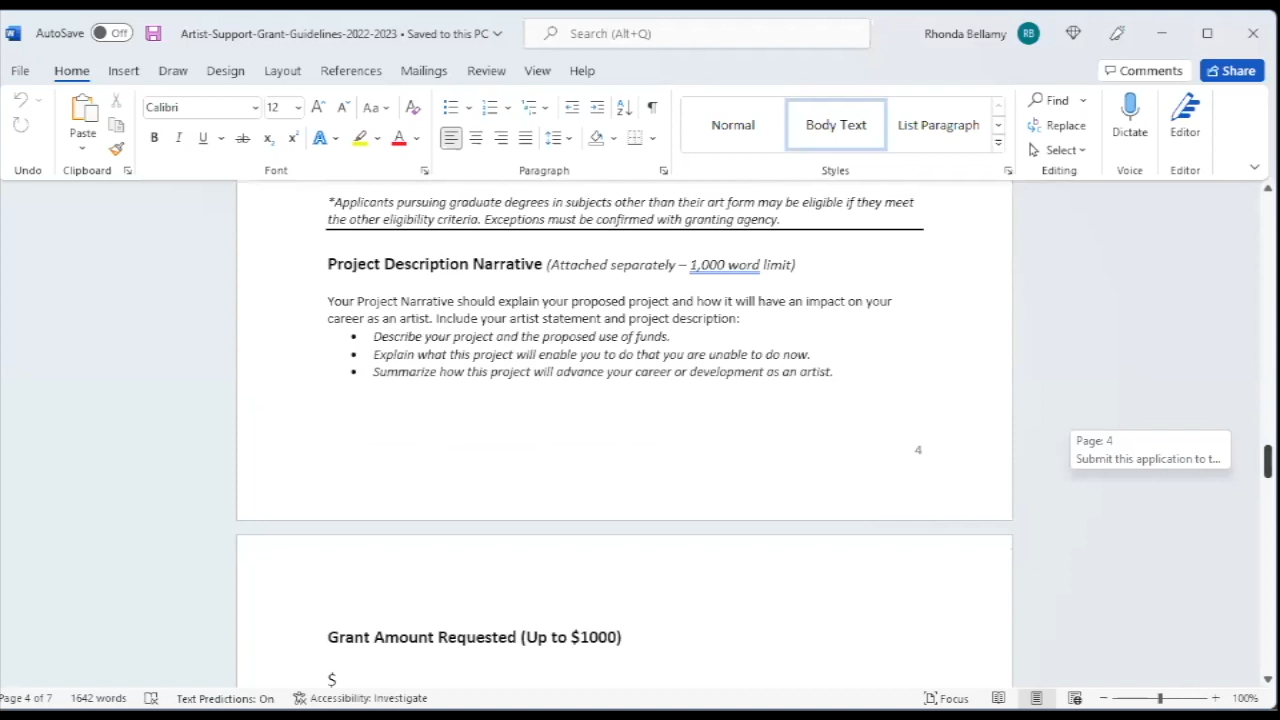 AutoSave Off Artist-Support-Grant-Guidelines-2022-2023 • Saved to this PC Search (Alt+Q) Rhonda Bellamy RB
File Home Insert Draw Design Layout References Mailings Review View Help Comments Share
Calibri 12 Aa Find
Paste Normal Body Text List Paragraph Replace Dictate Editor
B I U ab x₂ x² A A Select
Undo Clipboard Font Paragraph Styles Editing Voice Editor
*Applicants pursuing graduate degrees in subjects other than their art form may be eligible if they meet
the other eligibility criteria. Exceptions must be confirmed with granting agency.
Project Description Narrative (Attached separately – 1,000 word limit)
Your Project Narrative should explain your proposed project and how it will have an impact on your
career as an artist. Include your artist statement and project description:
• Describe your project and the proposed use of funds.
• Explain what this project will enable you to do that you are unable to do now.
• Summarize how this project will advance your career or development as an artist.
4
Page: 4
Submit this application to t...
Grant Amount Requested (Up to $1000)
$
Page 4 of 7 1642 words Text Predictions: On Accessibility: Investigate Focus 100%